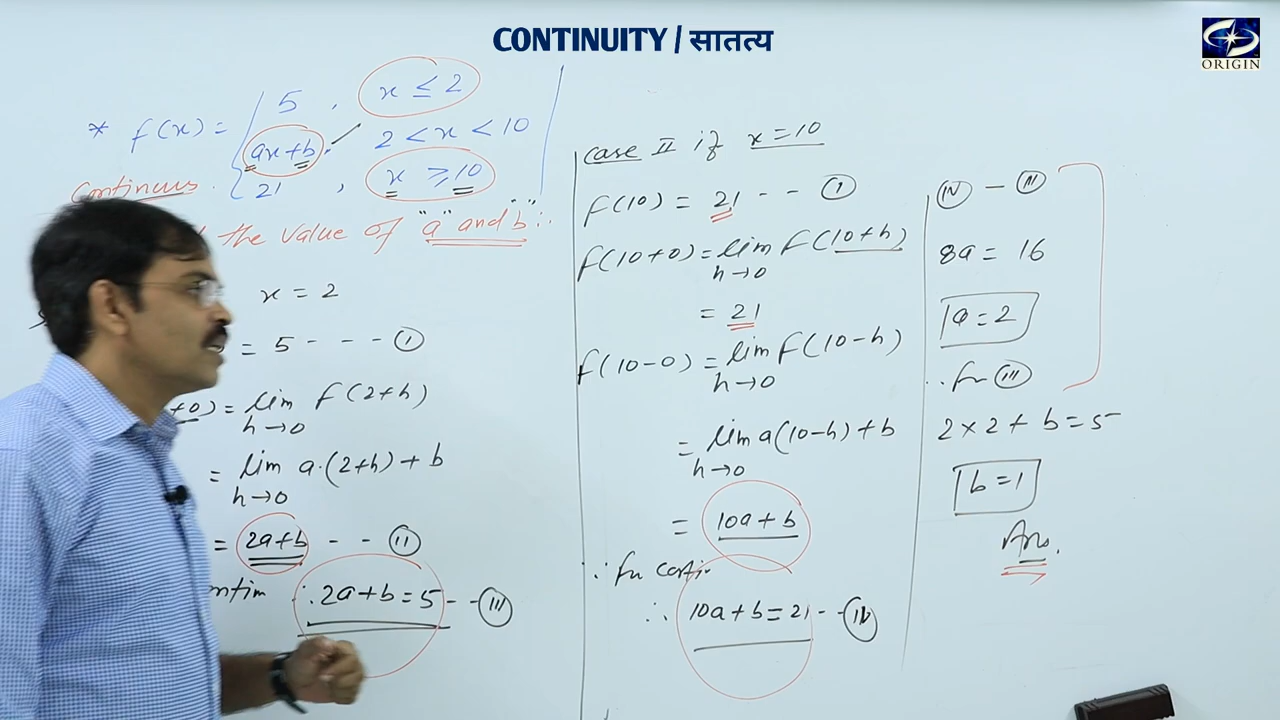 CONTINUITY / सातत्य
ORIGIN
* f(x) = { 5 , x ≤ 2
ax+b, 2 < x < 10
21 , x ≥ 10
Continuous.
the value of "a" and "b" :.
x = 2
= 5 - - - (I)
+0) = lim f(2+h)
h→0
= lim a.(2+h) + b
h→0
= 2a+b - - (II)
∴ 2a+b = 5 - - (III)
Case II if x = 10
f(10) = 21 - - (I)
f(10+0) = lim f(10+h)
h→0
= 21
f(10-0) = lim f(10-h)
h→0
= lim a(10-h) + b
h→0
= 10a+b
∵ fn contin
∴ 10a+b = 21 - - (IV)
(IV) - (III)
8a = 16
a = 2
(III)
2 × 2 + b = 5
b = 1
Ans.